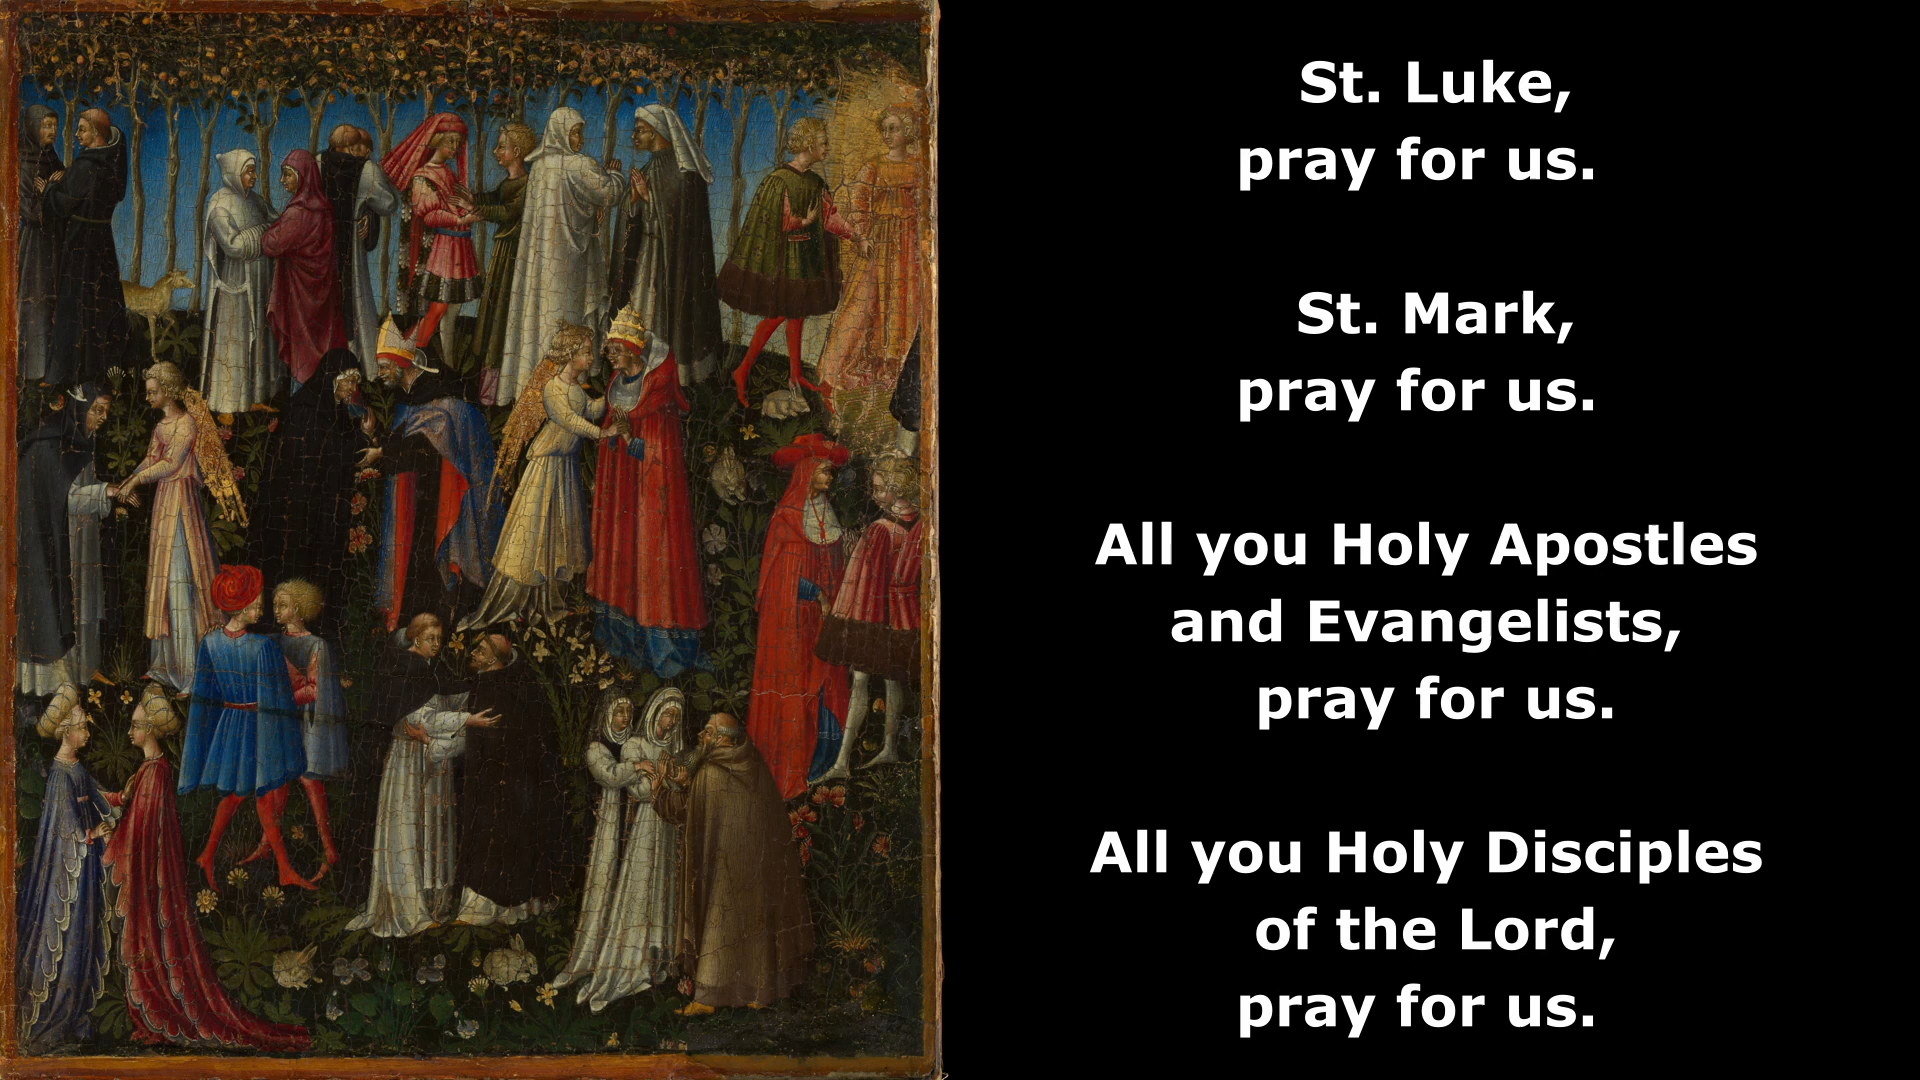 St. Luke,
pray for us.
St. Mark,
pray for us.
All you Holy Apostles
and Evangelists,
pray for us.
All you Holy Disciples
of the Lord,
pray for us.